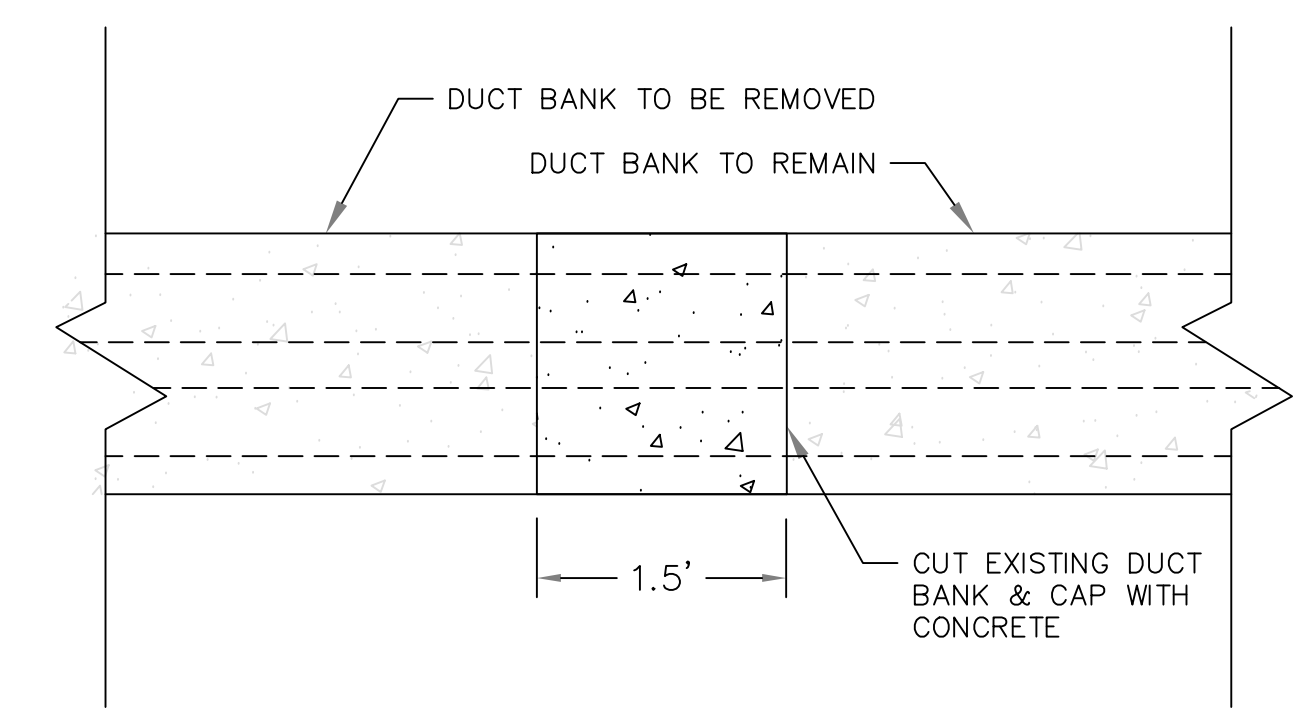 DUCT BANK TO BE REMOVED
DUCT BANK TO REMAIN
1.5'
CUT EXISTING DUCT
BANK & CAP WITH
CONCRETE